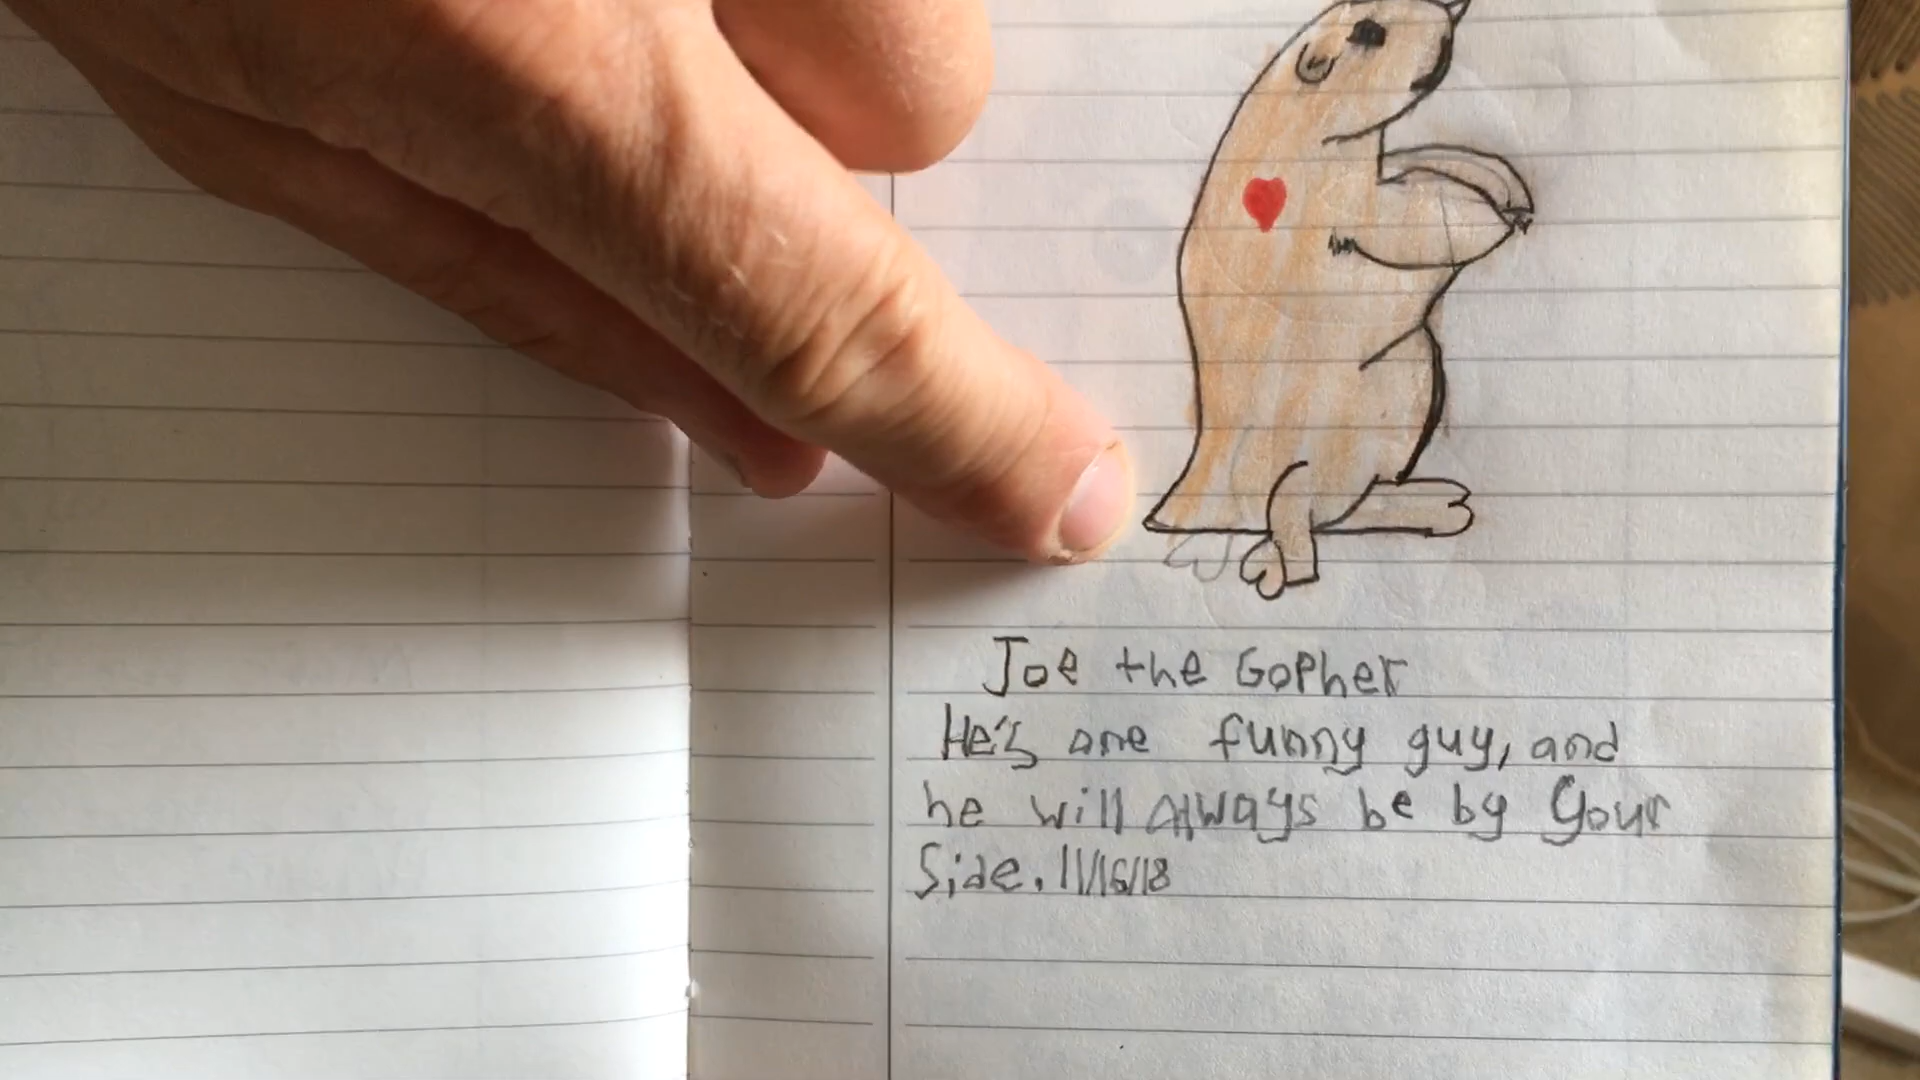 Joe the Gopher
He's one funny guy, and
he will always be by your
Side. 11/16/18